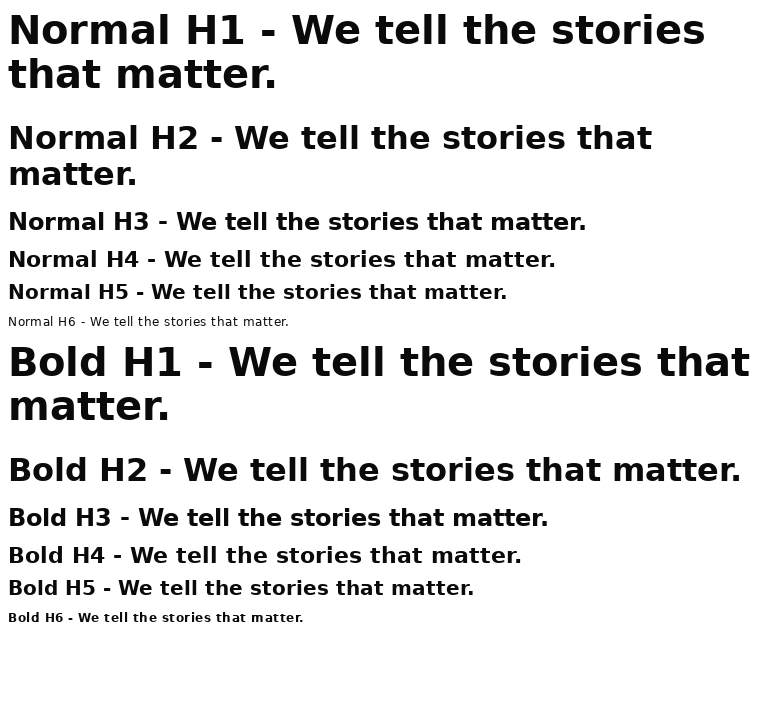 Normal H1 - We tell the stories
that matter.
Normal H2 - We tell the stories that
matter.
Normal H3 - We tell the stories that matter.
Normal H4 - We tell the stories that matter.
Normal H5 - We tell the stories that matter.
Normal H6 - We tell the stories that matter.
Bold H1 - We tell the stories that
matter.
Bold H2 - We tell the stories that matter.
Bold H3 - We tell the stories that matter.
Bold H4 - We tell the stories that matter.
Bold H5 - We tell the stories that matter.
Bold H6 - We tell the stories that matter.